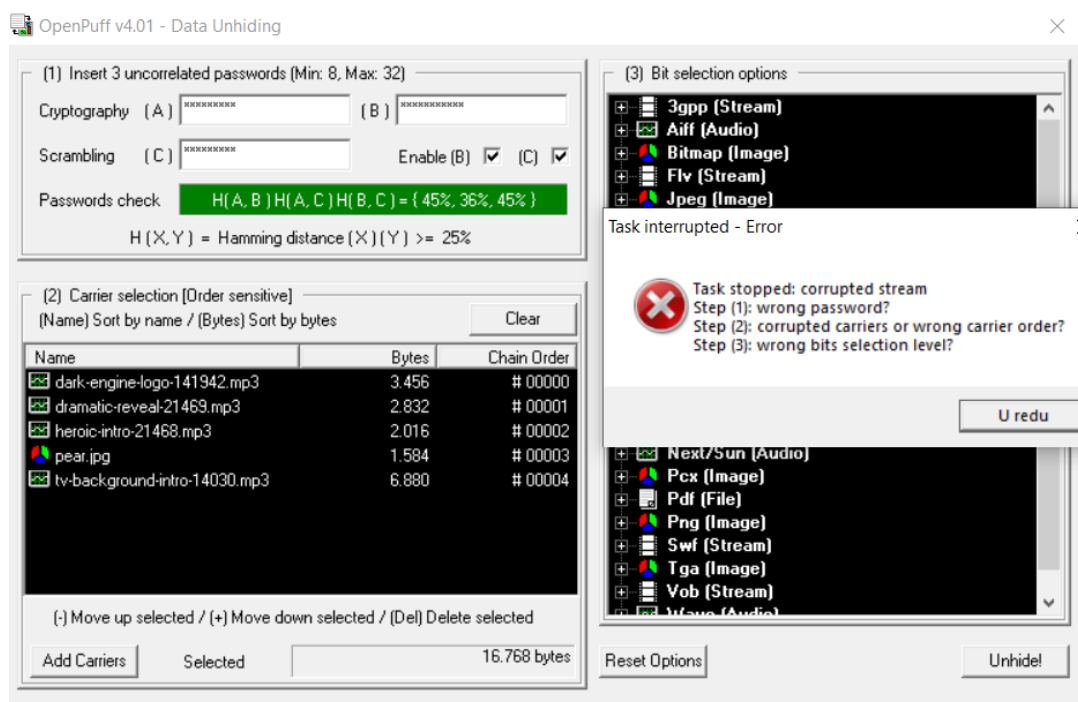 OpenPuff v4.01 - Data Unhiding
(1) Insert 3 uncorrelated passwords (Min: 8, Max: 32)
Cryptography (A) ********* (B) ***********
Scrambling (C) ********* Enable (B) (C)
Passwords check H( A, B ) H( A, C ) H( B, C ) = { 45%, 36%, 45% }
H ( X, Y ) = Hamming distance ( X ) ( Y ) >= 25%
(2) Carrier selection [Order sensitive]
(Name) Sort by name / (Bytes) Sort by bytes
Clear
Name Bytes Chain Order
dark-engine-logo-141942.mp3 3.456 # 00000
dramatic-reveal-21469.mp3 2.832 # 00001
heroic-intro-21468.mp3 2.016 # 00002
pear.jpg 1.584 # 00003
tv-background-intro-14030.mp3 6.880 # 00004
(-) Move up selected / (+) Move down selected / (Del) Delete selected
Add Carriers Selected 16.768 bytes
(3) Bit selection options
3gpp (Stream)
Aiff (Audio)
Bitmap (Image)
Flv (Stream)
Jpeg (Image)
Task interrupted - Error
Task stopped: corrupted stream
Step (1): wrong password?
Step (2): corrupted carriers or wrong carrier order?
Step (3): wrong bits selection level?
U redu
Next/Sun (Audio)
Pcx (Image)
Pdf (File)
Png (Image)
Swf (Stream)
Tga (Image)
Vob (Stream)
Reset Options Unhide!